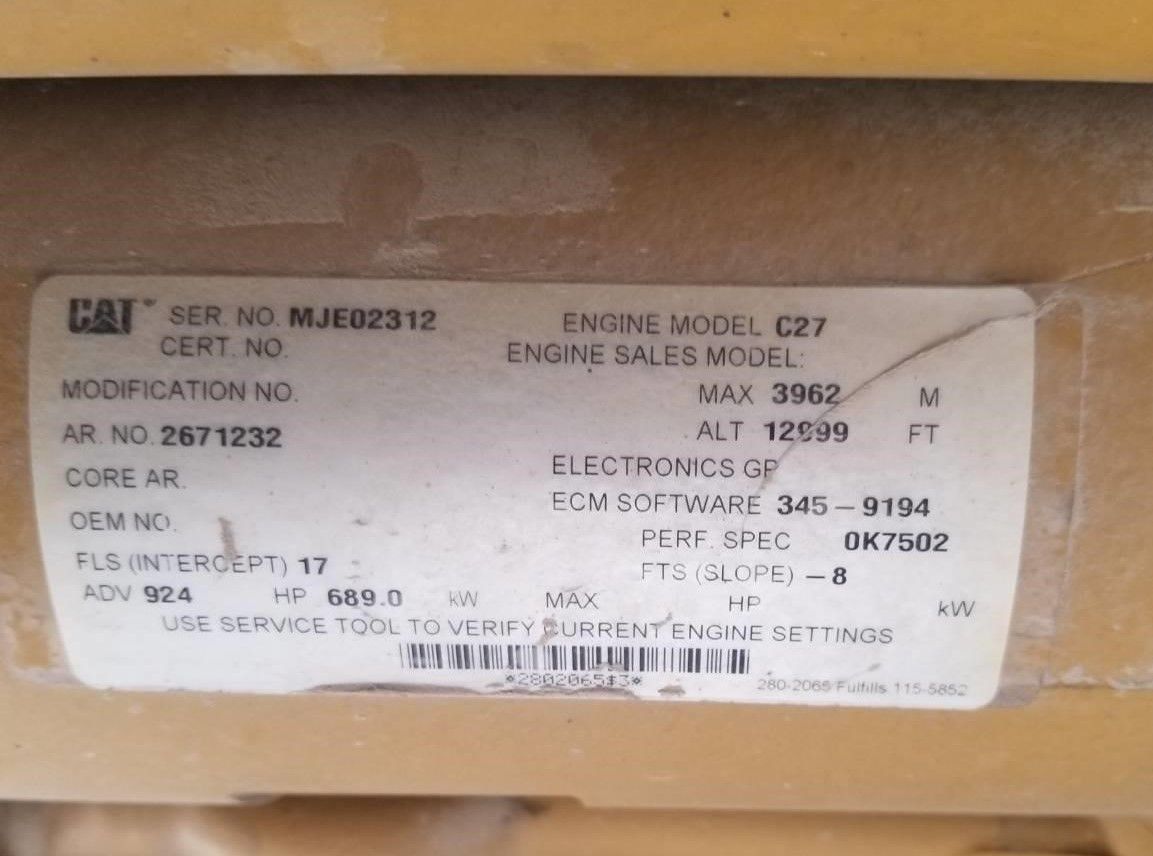 CAT SER. NO. MJE02312 ENGINE MODEL C27
CERT. NO. ENGINE SALES MODEL:
MODIFICATION NO. MAX 3962 M
AR. NO. 2671232 ALT 12999 FT
CORE AR. ELECTRONICS GP
OEM NO. ECM SOFTWARE 345-9194
PERF. SPEC 0K7502
FLS (INTERCEPT) 17 FTS (SLOPE) -8
ADV 924 HP 689.0 kW MAX HP kW
USE SERVICE TOOL TO VERIFY CURRENT ENGINE SETTINGS
*2802065$3*
280-2065 Fulfills 115-5852